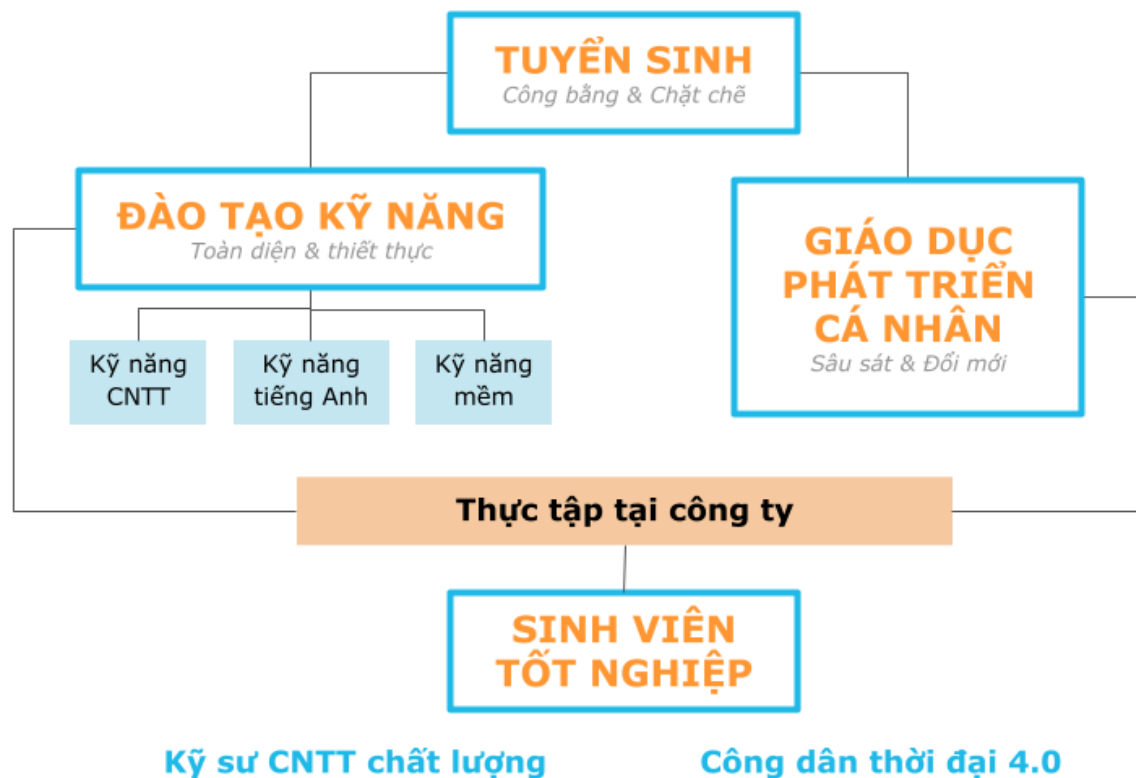 TUYỂN SINH
Công bằng & Chặt chẽ
ĐÀO TẠO KỸ NĂNG
Toàn diện & thiết thực
GIÁO DỤC
PHÁT TRIỂN
CÁ NHÂN
Sâu sát & Đổi mới
Kỹ năng
CNTT
Kỹ năng
tiếng Anh
Kỹ năng
mềm
Thực tập tại công ty
SINH VIÊN
TỐT NGHIỆP
Kỹ sư CNTT chất lượng
Công dân thời đại 4.0